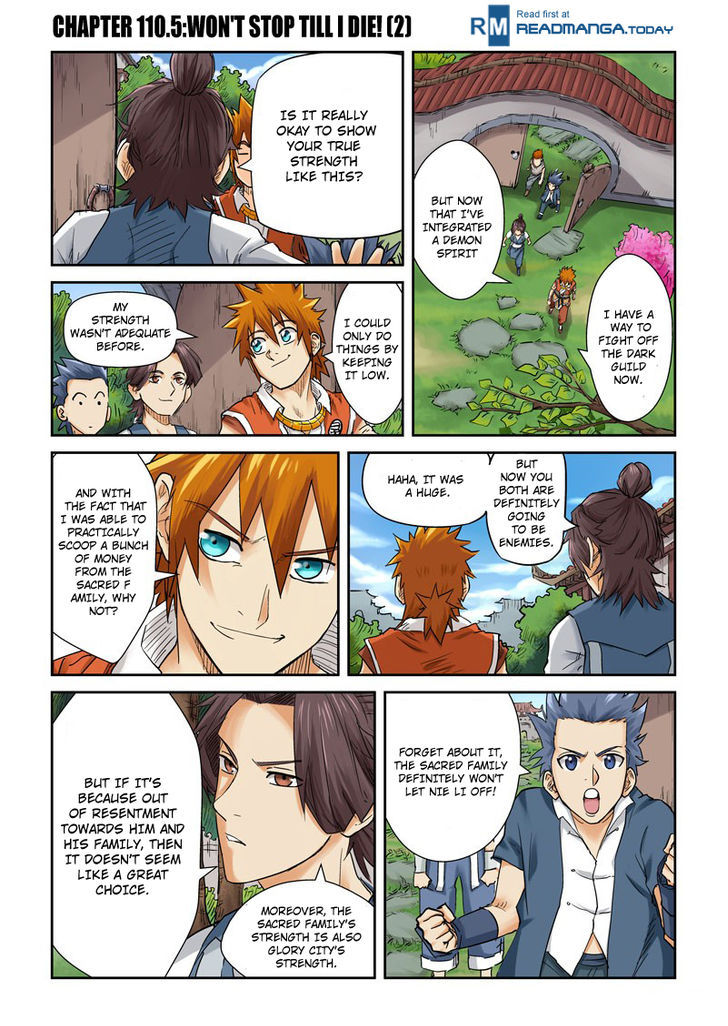 CHAPTER 110.5:WON'T STOP TILL I DIE! (2)
RM
Read first at
READMANGA.TODAY
IS IT REALLY
OKAY TO SHOW
YOUR TRUE
STRENGTH
LIKE THIS?
BUT NOW
THAT I'VE
INTEGRATED
A DEMON
SPIRIT
I HAVE A
WAY TO
FIGHT OFF
THE DARK
GUILD
NOW.
MY
STRENGTH
WASN'T ADEQUATE
BEFORE.
I COULD
ONLY DO
THINGS BY
KEEPING
IT LOW.
AND WITH
THE FACT THAT
I WAS ABLE TO
PRACTICALLY
SCOOP A BUNCH
OF MONEY
FROM THE
SACRED F
AMILY, WHY
NOT?
HAHA, IT WAS
A HUGE.
BUT
NOW YOU
BOTH ARE
DEFINITELY
GOING
TO BE
ENEMIES.
BUT IF IT'S
BECAUSE OUT
OF RESENTMENT
TOWARDS HIM AND
HIS FAMILY, THEN
IT DOESN'T SEEM
LIKE A GREAT
CHOICE.
MOREOVER, THE
SACRED FAMILY'S
STRENGTH IS ALSO
GLORY CITY'S
STRENGTH.
FORGET ABOUT IT,
THE SACRED FAMILY
DEFINITELY WON'T
LET NIE LI OFF!